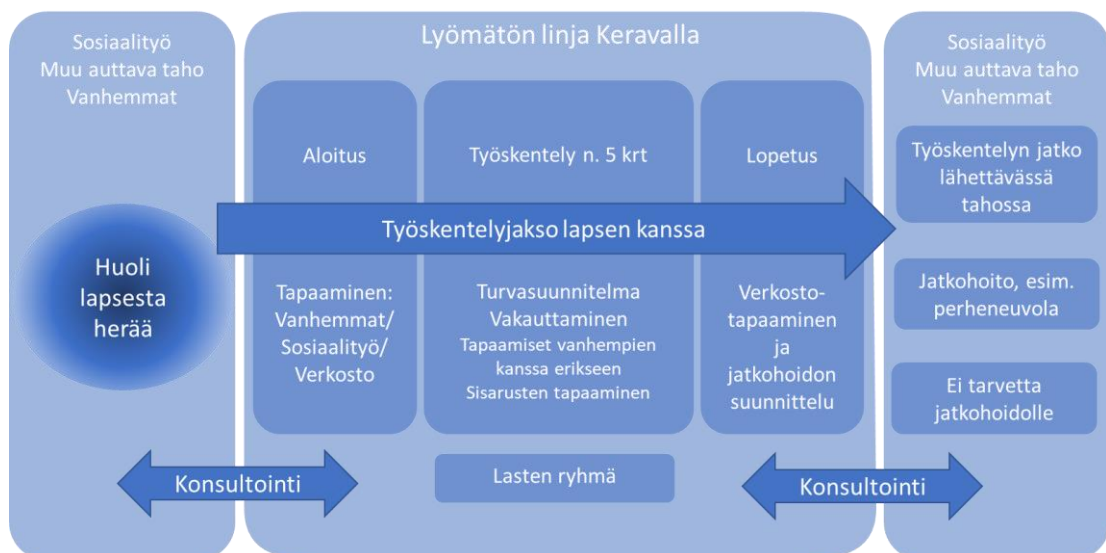 Sosiaalityö
Muu auttava taho
Vanhemmat
Huoli
lapsesta
herää
Lyömätön linja Keravalla
Aloitus
Työskentely n. 5 krt
Lopetus
Työskentelyjakso lapsen kanssa
Tapaaminen:
Vanhemmat/
Sosiaalityö/
Verkosto
Turvasuunnitelma
Vakauttaminen
Tapaamiset vanhempien
kanssa erikseen
Sisarusten tapaaminen
Verkosto-
tapaaminen
ja
jatkohoidon
suunnittelu
Konsultointi
Lasten ryhmä
Konsultointi
Sosiaalityö
Muu auttava taho
Vanhemmat
Työskentelyn jatko
lähettävässä
tahossa
Jatkohoito, esim.
perheneuvola
Ei tarvetta
jatkohoidolle